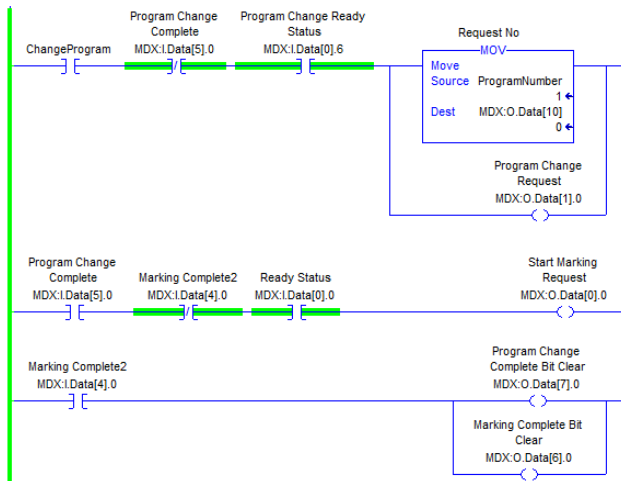 Program Change
Complete
MDX:I.Data[5].0
Program Change Ready
Status
MDX:I.Data[0].6
ChangeProgram
Request No
MOV
Move
Source ProgramNumber
1
Dest MDX:O.Data[10]
0
Program Change
Request
MDX:O.Data[1].0
Program Change
Complete
MDX:I.Data[5].0
Marking Complete2
MDX:I.Data[4].0
Ready Status
MDX:I.Data[0].0
Start Marking
Request
MDX:O.Data[0].0
Marking Complete2
MDX:I.Data[4].0
Program Change
Complete Bit Clear
MDX:O.Data[7].0
Marking Complete Bit
Clear
MDX:O.Data[6].0